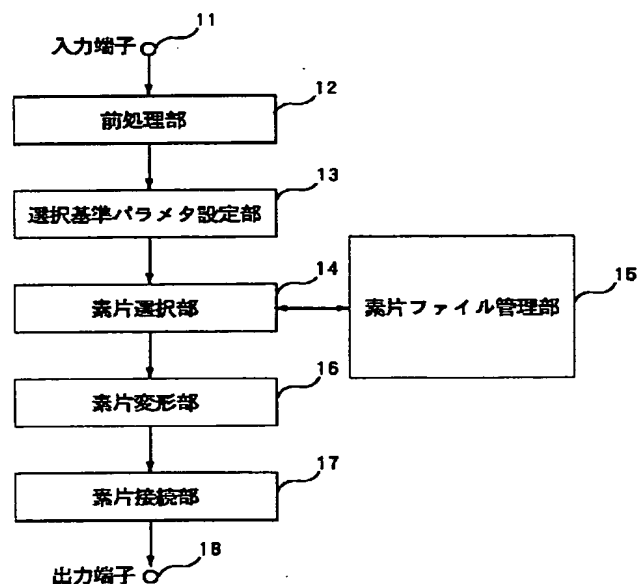 11
入力端子
12
前処理部
13
選択基準パラメタ設定部
14
素片選択部
15
素片ファイル管理部
16
素片変形部
17
素片接続部
18
出力端子